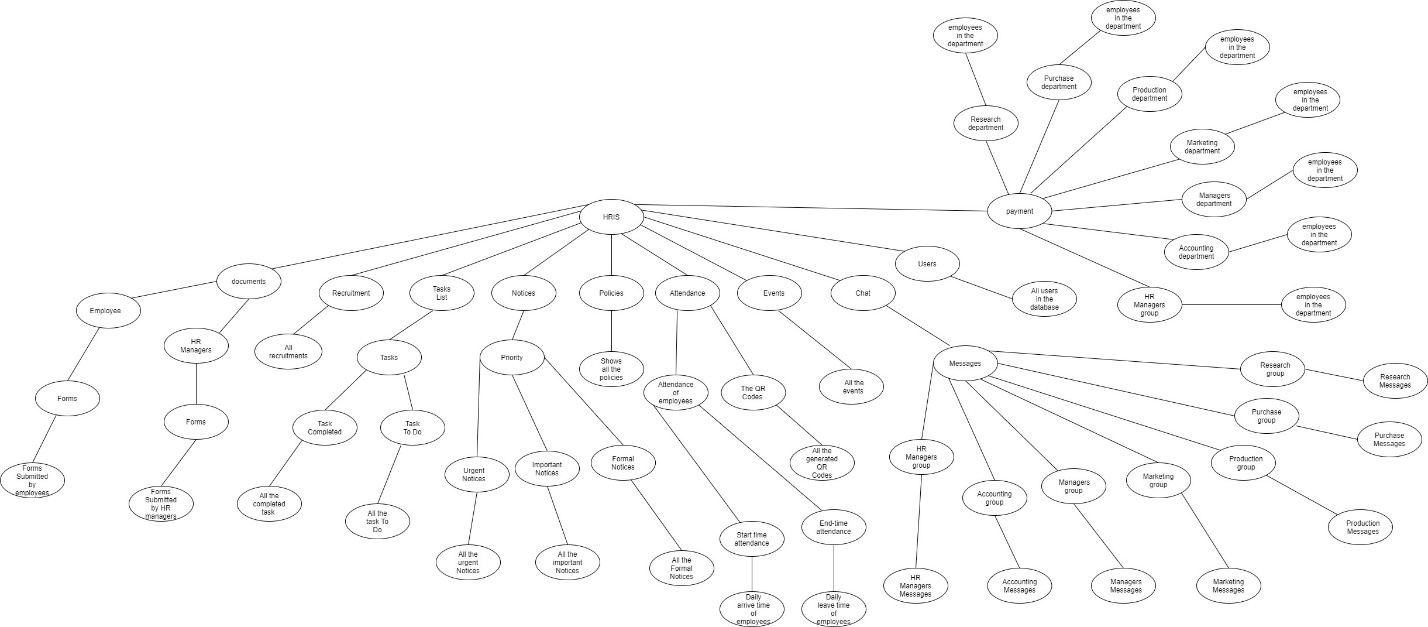 employees
in the
department
employees
in the
department
employees
in the
department
Purchase
department
Production
department
employees
in the
department
Research
department
Marketing
department
employees
in the
department
Managers
department
payment
HRIS
employees
in the
department
Accounting
department
Users
documents
Recruitment
Tasks
List
Notices
Policies
Attendance
Events
Chat
All users
in the
database
HR
Managers
group
employees
in the
department
Employee
HR
Managers
All
recruitments
Tasks
Priority
Shows
all the
policies
Messages
Research
group
Research
Messages
Attendance
of
employees
The QR
Codes
All the
events
Forms
Forms
Purchase
group
Purchase
Messages
Task
Completed
Task
To Do
HR
Managers
group
Urgent
Notices
Important
Notices
Formal
Notices
All the
generated
QR
Codes
Production
group
Forms
Submitted
by
employees
Forms
Submitted
by HR
managers
All the
completed
task
All the
task To
Do
Accounting
group
Managers
group
Marketing
group
Start time
attendance
End-time
attendance
Production
Messages
All the
urgent
Notices
All the
important
Notices
All the
Formal
Notices
HR
Managers
Messages
Accounting
Messages
Managers
Messages
Marketing
Messages
Daily
arrive time
of
employees
Daily
leave time
of
employees